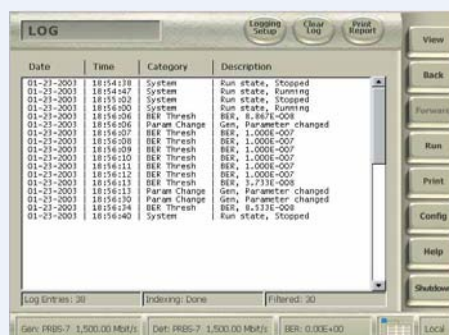 LOG
Logging Setup
Clear Log
Print Report
Date Time Category Description
01-23-2003 18:54:38 System Run state, Stopped
01-23-2003 18:54:47 System Run state, Running
01-23-2003 18:55:02 System Run state, Stopped
01-23-2003 18:56:00 System Run state, Running
01-23-2003 18:56:06 BER Thresh BER, 8.867E-008
01-23-2003 18:56:06 Param Change Gen, Parameter changed
01-23-2003 18:56:07 BER Thresh BER, 1.000E-007
01-23-2003 18:56:08 BER Thresh BER, 1.000E-007
01-23-2003 18:56:09 BER Thresh BER, 1.000E-007
01-23-2003 18:56:10 BER Thresh BER, 1.000E-007
01-23-2003 18:56:11 BER Thresh BER, 1.000E-007
01-23-2003 18:56:12 BER Thresh BER, 1.000E-007
01-23-2003 18:56:13 BER Thresh BER, 3.733E-008
01-23-2003 18:56:13 Param Change Gen, Parameter changed
01-23-2003 18:56:30 Param Change Gen, Parameter changed
01-23-2003 18:56:34 BER Thresh BER, 8.533E-008
01-23-2003 18:56:40 System Run state, Stopped
Log Entries: 30 Indexing: Done Filtered: 30
View
Back
Forward
Run
Print
Config
Help
Shutdown
Gen: PRBS-7 1,500.00 Mbit/s Det: PRBS-7 1,500.00 Mbit/s BER: 0.00E+00 Local